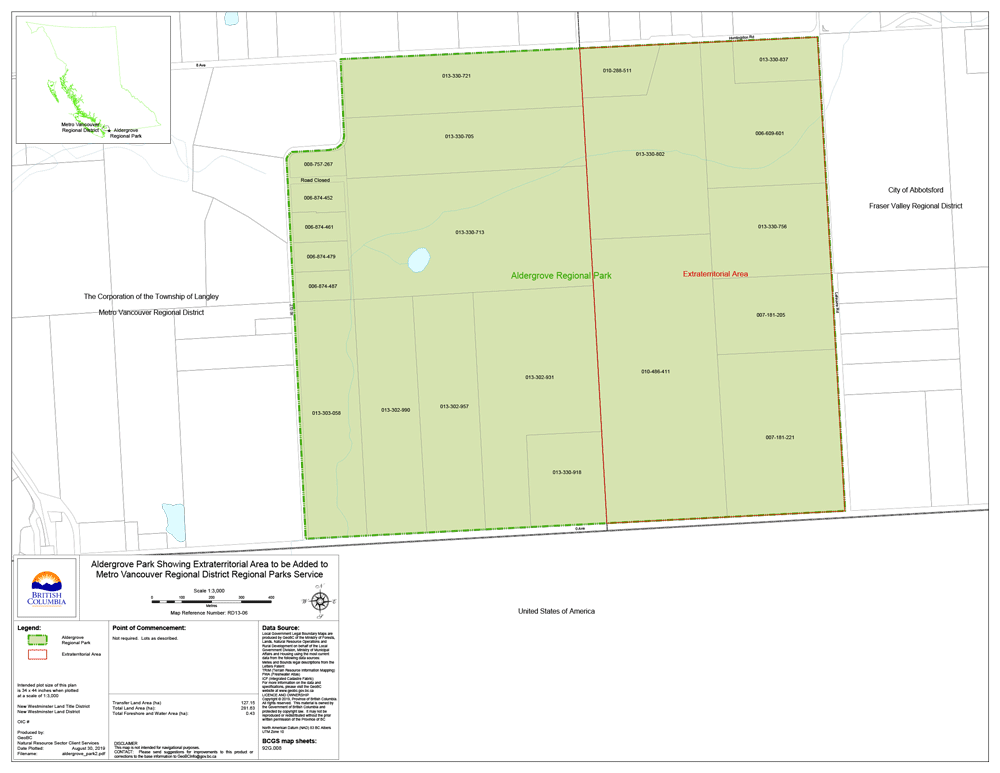 Metro Vancouver
Regional District
Aldergrove
Regional Park
8 Ave
Huntingdon Rd
013-330-721
010-288-511
013-330-837
013-330-705
006-609-601
013-330-802
008-757-267
Road Closed
008-874-452
006-874-461
006-874-479
006-874-487
013-330-713
013-330-756
City of Abbotsford
Fraser Valley Regional District
Aldergrove Regional Park
Extraterritorial Area
The Corporation of the Township of Langley
Metro Vancouver Regional District
272 St
Lefeuvre Rd
007-181-205
010-486-411
013-302-931
013-303-058
013-302-990
013-302-957
007-181-221
013-330-918
0 Ave
United States of America
BRITISH
COLUMBIA
Aldergrove Park Showing Extraterritorial Area to be Added to
Metro Vancouver Regional District Regional Parks Service
Scale 1:3,000
0 100 200 300 400
Metres
Map Reference Number: RD13-06
Legend:
Aldergrove
Regional Park
Extraterritorial Area
Intended plot size of this plan
is 34 x 44 inches when plotted
at a scale of 1:3,000
New Westminster Land Title District
New Westminster Land District
OIC #
Produced by:
GeoBC
Natural Resource Sector Client Services
Date Plotted: August 30, 2019
Filename: aldergrove_park2.pdf
Point of Commencement:
Not required. Lots as described.
Transfer Land Area (ha) 127.15
Total Land Area (ha) 281.83
Total Foreshore and Water Area (ha) 0.43
DISCLAIMER
This map is not intended for navigational purposes.
CONTACT: Please send suggestions for improvements to this product or
corrections to the base information to GeoBCInfo@gov.bc.ca
Data Source:
Local Government Legal Boundary Maps are
produced by GeoBC of the Ministry of Forests,
Lands, Natural Resource Operations and
Rural Development on behalf of the Local
Government Division, Ministry of Municipal
Affairs and Housing using the most current
data from the following data sources.
Metes and Bounds legal descriptions from the
Letters Patent
TRIM (Terrain Resource Information Mapping)
FWA (Freshwater Atlas)
ICF (Integrated Cadastre Fabric)
For more information on the data and
specifications, please visit the GeoBC
website at www.geobc.gov.bc.ca
LICENCE AND OWNERSHIP
Copyright © 2019, Province of British Columbia.
All rights reserved. This material is owned by
the Government of British Columbia and
protected by copyright law. It may not be
reproduced or redistributed without the prior
written permission of the Province of BC
North American Datum (NAD) 83 BC Albers
UTM Zone 10
BCGS map sheets:
92G.008